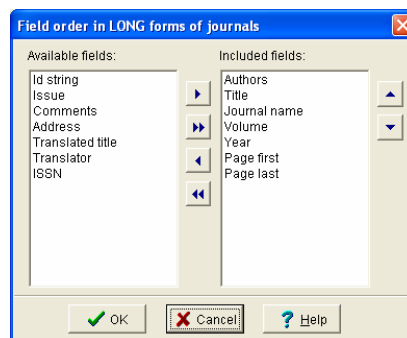 Field order in LONG forms of journals
Available fields:
Id string
Issue
Comments
Address
Translated title
Translator
ISSN
Included fields:
Authors
Title
Journal name
Volume
Year
Page first
Page last
OK
Cancel
Help